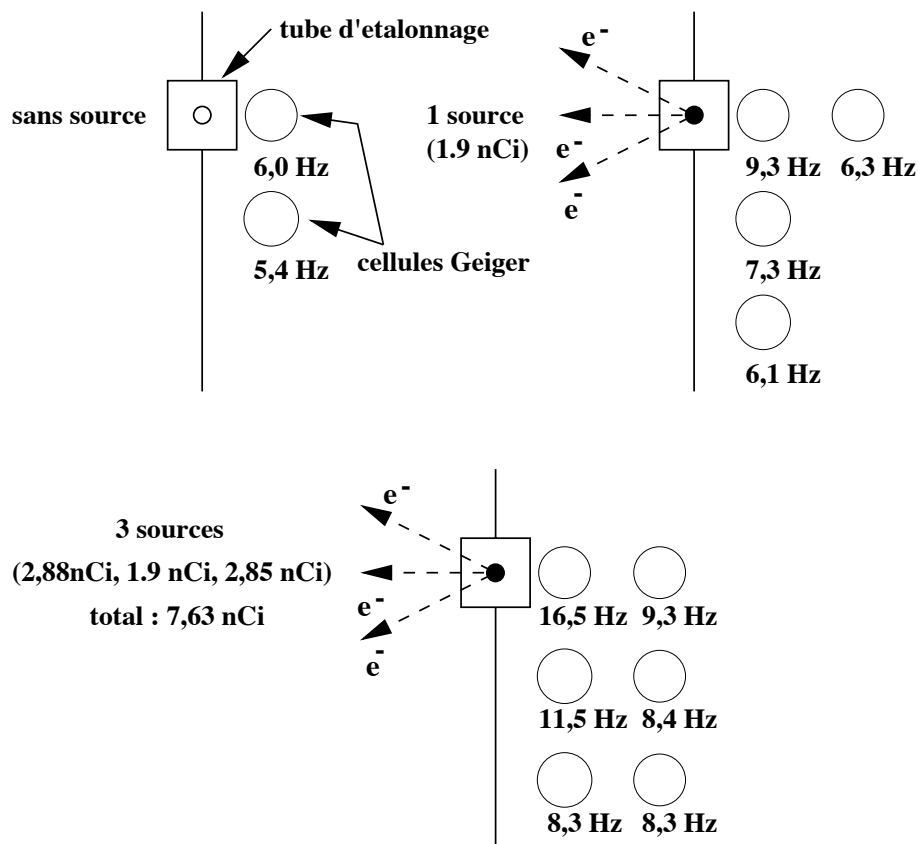 tube d'etalonnage
sans source
6,0 Hz
5,4 Hz
cellules Geiger
e-
1 source
(1.9 nCi)
e-
e-
9,3 Hz 6,3 Hz
7,3 Hz
6,1 Hz
e-
3 sources
(2,88nCi, 1.9 nCi, 2,85 nCi)
total : 7,63 nCi
e-
e-
16,5 Hz 9,3 Hz
11,5 Hz 8,4 Hz
8,3 Hz 8,3 Hz